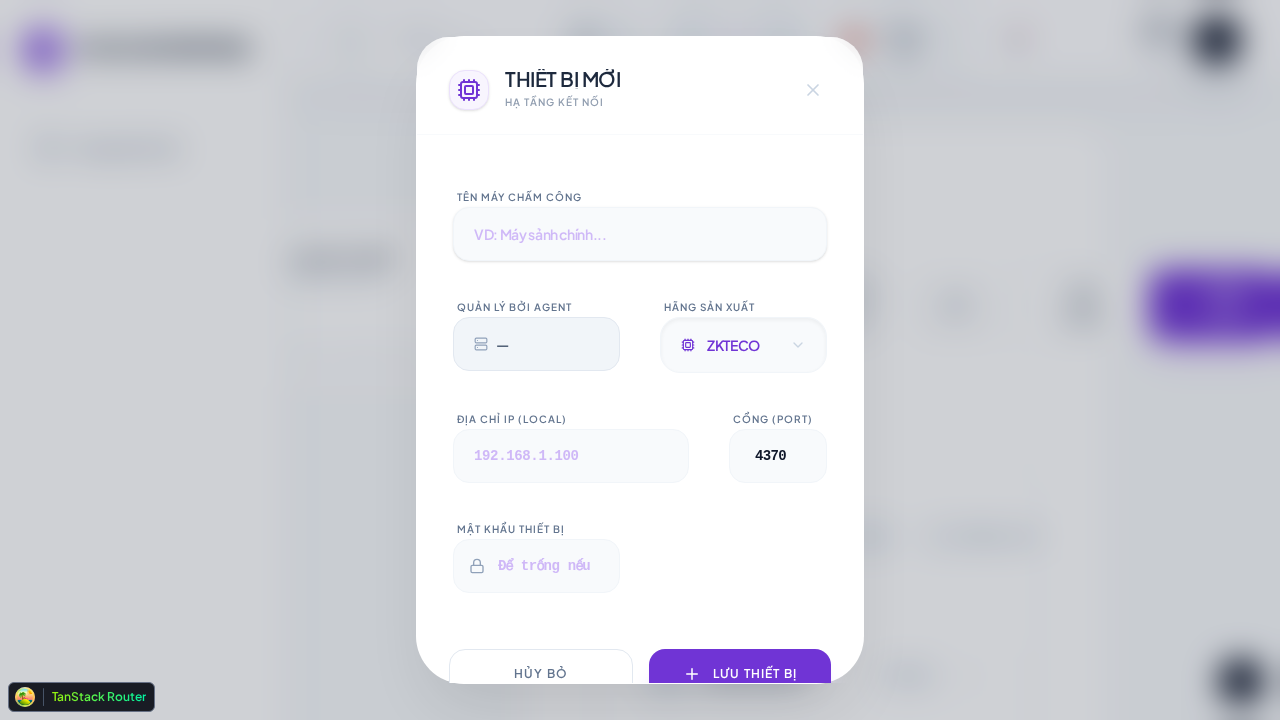 THIẾT BỊ MỚI
HẠ TẦNG KẾT NỐI
TÊN MÁY CHẤM CÔNG
VD: Máy sảnh chính...
QUẢN LÝ BỞI AGENT
HÃNG SẢN XUẤT
—
ZKTECO
ĐỊA CHỈ IP (LOCAL)
CỔNG (PORT)
192.168.1.100
4370
MẬT KHẨU THIẾT BỊ
Để trống nếu
HỦY BỎ
LƯU THIẾT BỊ
TanStack Router